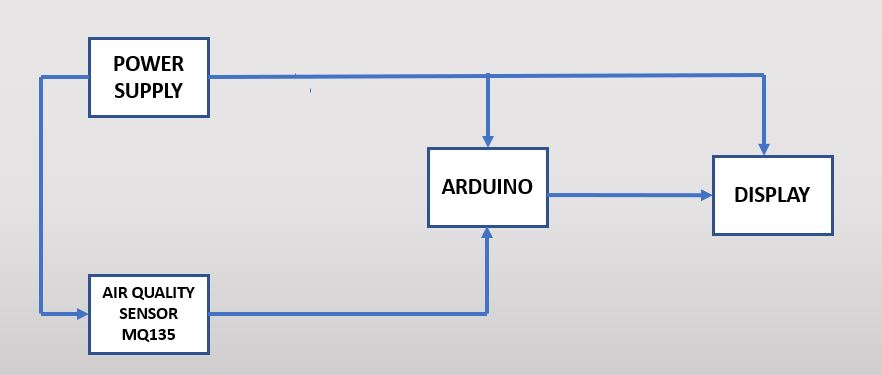 POWER
SUPPLY
ARDUINO
DISPLAY
AIR QUALITY
SENSOR
MQ135